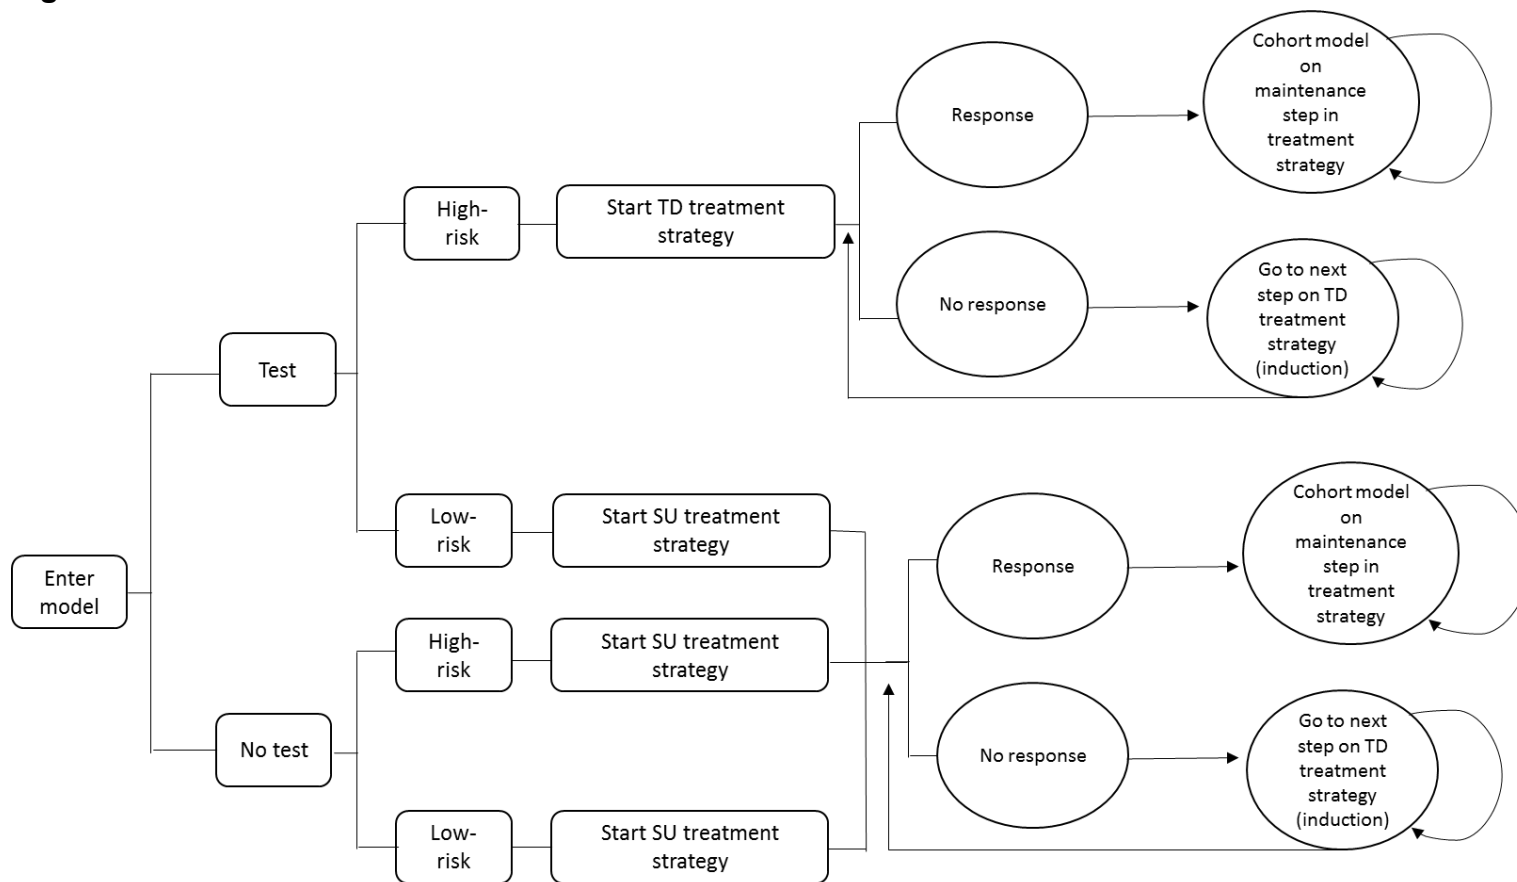 Cohort model
on
maintenance
step in
treatment
strategy
Response
High-
risk
Start TD treatment
strategy
No response
Go to next
step on TD
treatment
strategy
(induction)
Test
Low-
risk
Start SU treatment
strategy
Enter
model
Response
Cohort model
on
maintenance
step in
treatment
strategy
High-
risk
Start SU treatment
strategy
No test
No response
Go to next
step on TD
treatment
strategy
(induction)
Low-
risk
Start SU treatment
strategy